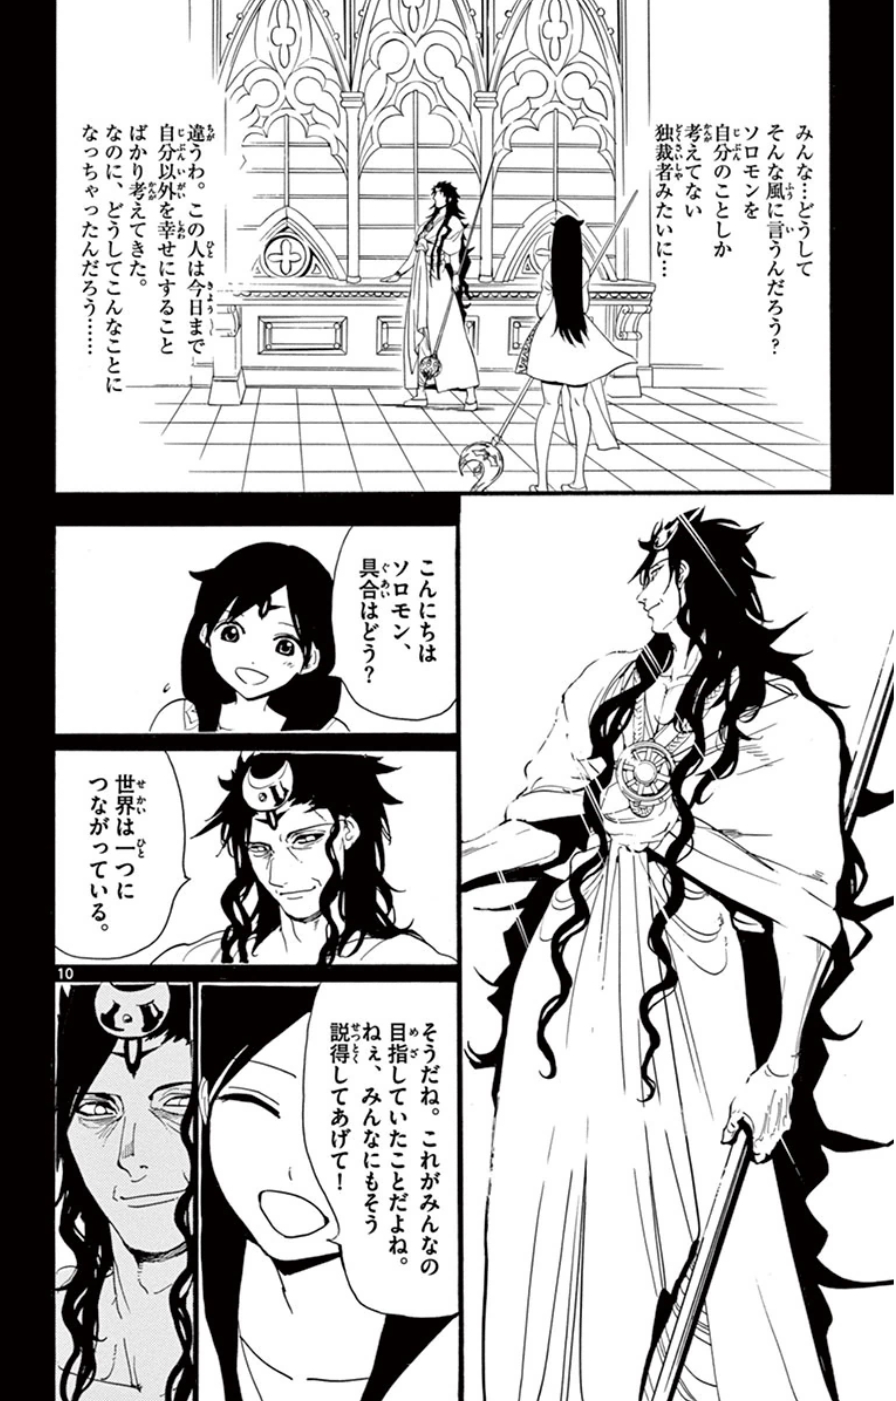 みんな…どうして
そんな風に言うんだろう？
ソロモンを
自分のことしか
考えてない
独裁者みたいに…
違うわ。この人は今日まで
自分以外を幸せにすること
ばかり考えてきた。
なのに、どうしてこんなことに
なっちゃったんだろう……
こんにちは
ソロモン、
具合はどう？
世界は一つに
つながっている。
10
そうだね。これがみんなの
目指していたことだよね。
ねぇ、みんなにもそう
説得してあげて！